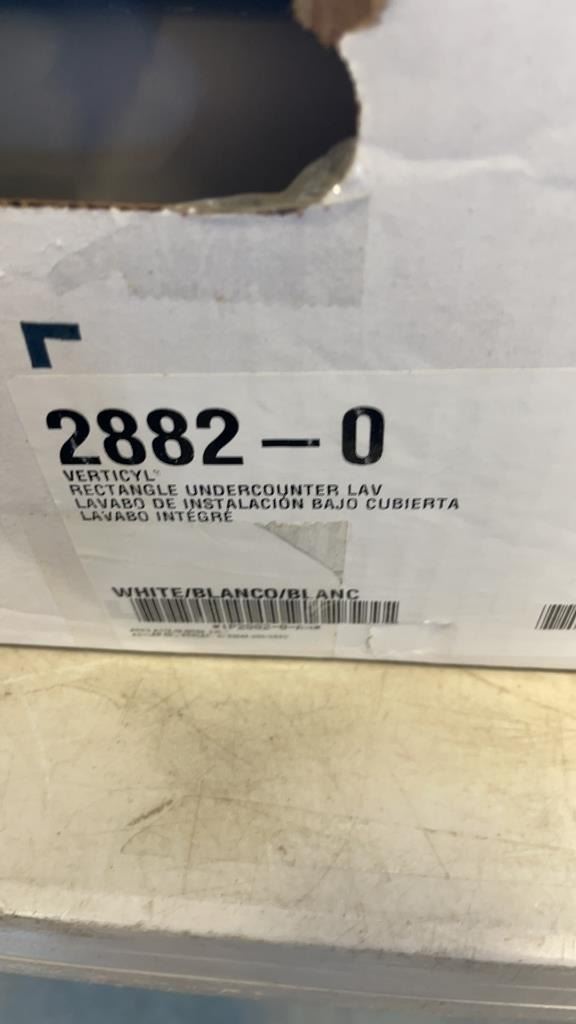 2882-0
VERTICYL®
RECTANGLE UNDERCOUNTER LAV
LAVABO DE INSTALACIÓN BAJO CUBIERTA
LAVABO INTÉGRÉ
WHITE/BLANCO/BLANC